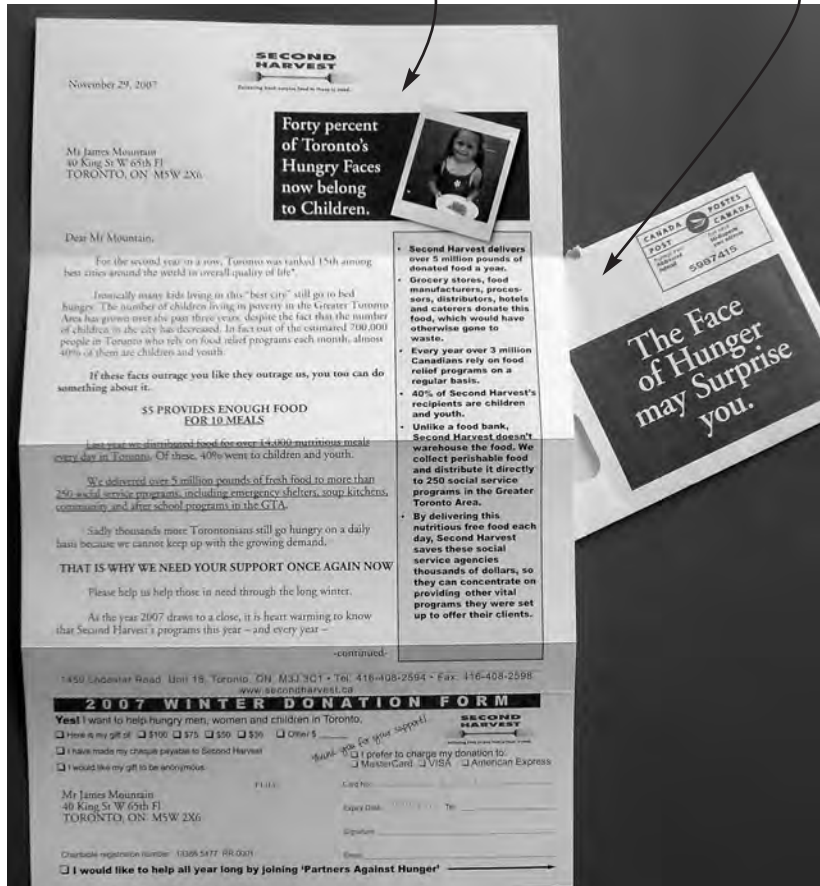 SECOND
HARVEST
November 29, 2007
Forty percent
of Toronto's
Hungry Faces
now belong
to Children.
Mr James Mountain
40 King St W 65th Fl
TORONTO, ON M5W 2X6
Dear Mr Mountain,
For the second year in a row, Toronto was ranked 15th among
best cities around the world in overall quality of life*.
Ironically many kids living in this "best city" still go to bed
hungry. The number of children living in poverty in the Greater Toronto
Area has grown over the past three years, despite the fact that the number
of children in the city has decreased. In fact out of the estimated 700,000
people in Toronto who rely on food relief programs each month, almost
40% of them are children and youth.
If these facts outrage you like they outrage us, you too can do
something about it.
$5 PROVIDES ENOUGH FOOD
FOR 10 MEALS
Last year we distributed food for over 14,000 nutritious meals
every day in Toronto. Of these, 40% went to children and youth.
We delivered over 5 million pounds of fresh food to more than
250 social service programs, including emergency shelters, soup kitchens,
community and after school programs in the GTA.
Sadly thousands more Torontonians still go hungry on a daily
basis because we cannot keep up with the growing demand.
THAT IS WHY WE NEED YOUR SUPPORT ONCE AGAIN NOW
Please help us help those in need through the long winter.
As the year 2007 draws to a close, it is heart warming to know
that Second Harvest's programs this year – and every year –
-continued-
• Second Harvest delivers
over 5 million pounds of
donated food a year.
• Grocery stores, food
manufacturers, proces-
sors, distributors, hotels
and caterers donate this
food, which would have
otherwise gone to
waste.
• Every year over 3 million
Canadians rely on food
relief programs on a
regular basis.
• 40% of Second Harvest's
recipients are children
and youth.
• Unlike a food bank,
Second Harvest doesn't
warehouse the food. We
collect perishable food
and distribute it directly
to 250 social service
programs in the Greater
Toronto Area.
• By delivering this
nutritious free food each
day, Second Harvest
saves these social
service agencies
thousands of dollars, so
they can concentrate on
providing other vital
programs they were set
up to offer their clients.
CANADA POSTES
POST CANADA
5987415
The Face
of Hunger
may Surprise
you.
1450 Lodestar Road, Unit 18, Toronto, ON M3J 3C1 • Tel: 416-408-2594 • Fax: 416-408-2598
www.secondharvest.ca
2007 WINTER DONATION FORM
Yes! I want to help hungry men, women and children in Toronto.
Here is my gift of: $100 $75 $50 $35 Other $
I have made my cheque payable to Second Harvest
I would like my gift to be anonymous
Thank you for your support!
SECOND
HARVEST
I prefer to charge my donation to:
MasterCard VISA American Express
Mr James Mountain
40 King St W 65th Fl
TORONTO, ON M5W 2X6
Card No.
Expiry Date Tel
Signature
Email
Charitable registration number
I would like to help all year long by joining 'Partners Against Hunger'